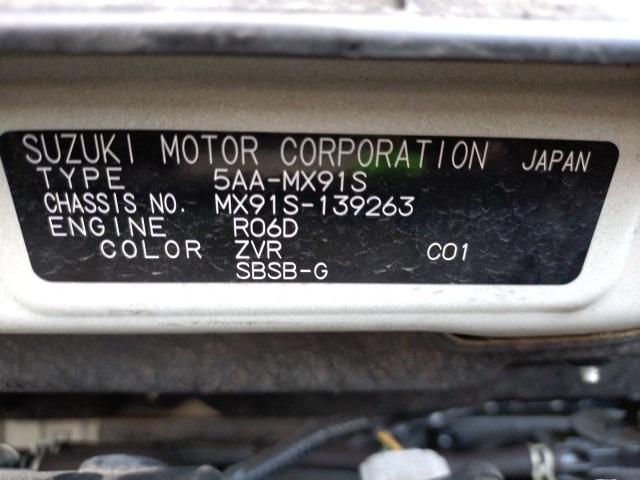 SUZUKI MOTOR CORPORATION JAPAN
TYPE 5AA-MX91S
CHASSIS NO. MX91S-139263
ENGINE R06D
COLOR ZVR C01
SBSB-G